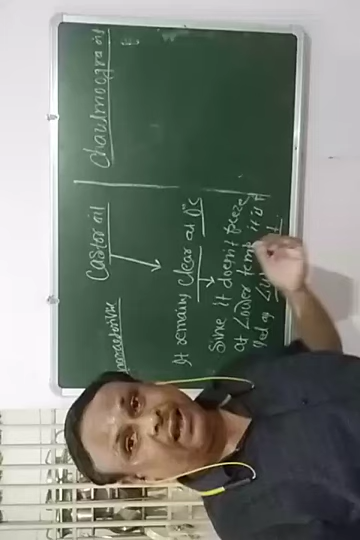 Castor oil
Chaulmoogra oil
It remains clear at 0°c
Since it doesn't freeze
at Lower temp. it is